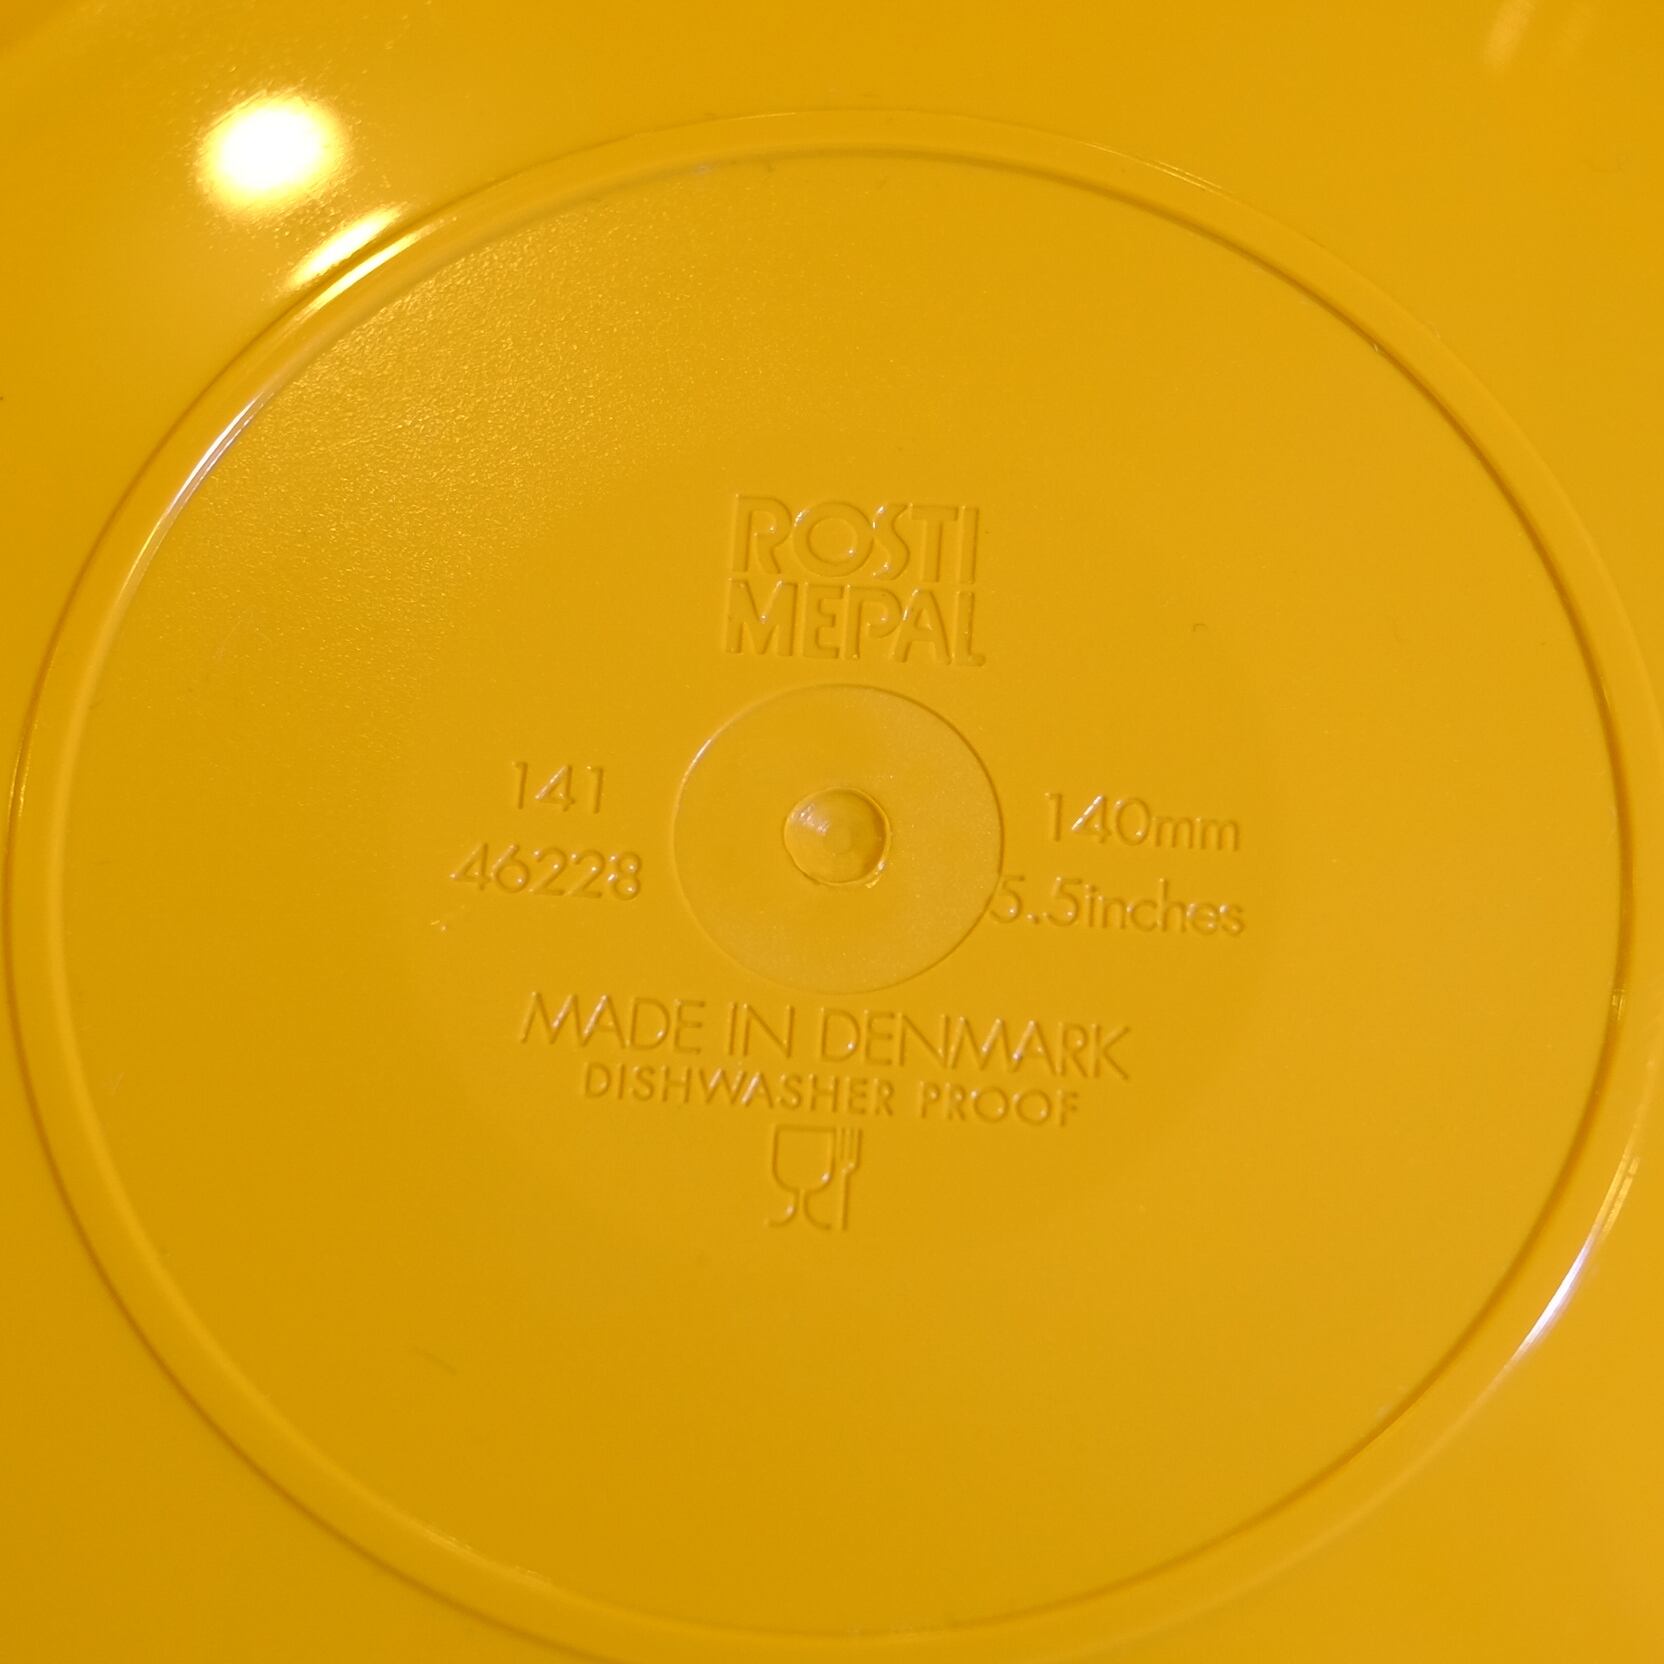 ROSTI
MEPAL
141
46228
140mm
5.5inches
MADE IN DENMARK
DISHWASHER PROOF